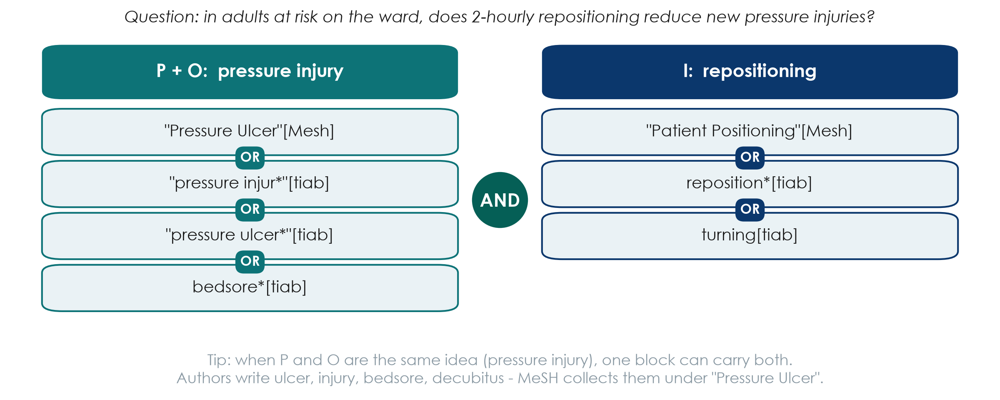 Question: in adults at risk on the ward, does 2-hourly repositioning reduce new pressure injuries?
P + O: pressure injury
"Pressure Ulcer"[Mesh]
OR
"pressure injur*"[tiab]
OR
"pressure ulcer*"[tiab]
OR
bedsore*[tiab]
AND
I: repositioning
"Patient Positioning"[Mesh]
OR
reposition*[tiab]
OR
turning[tiab]
Tip: when P and O are the same idea (pressure injury), one block can carry both.
Authors write ulcer, injury, bedsore, decubitus - MeSH collects them under "Pressure Ulcer".